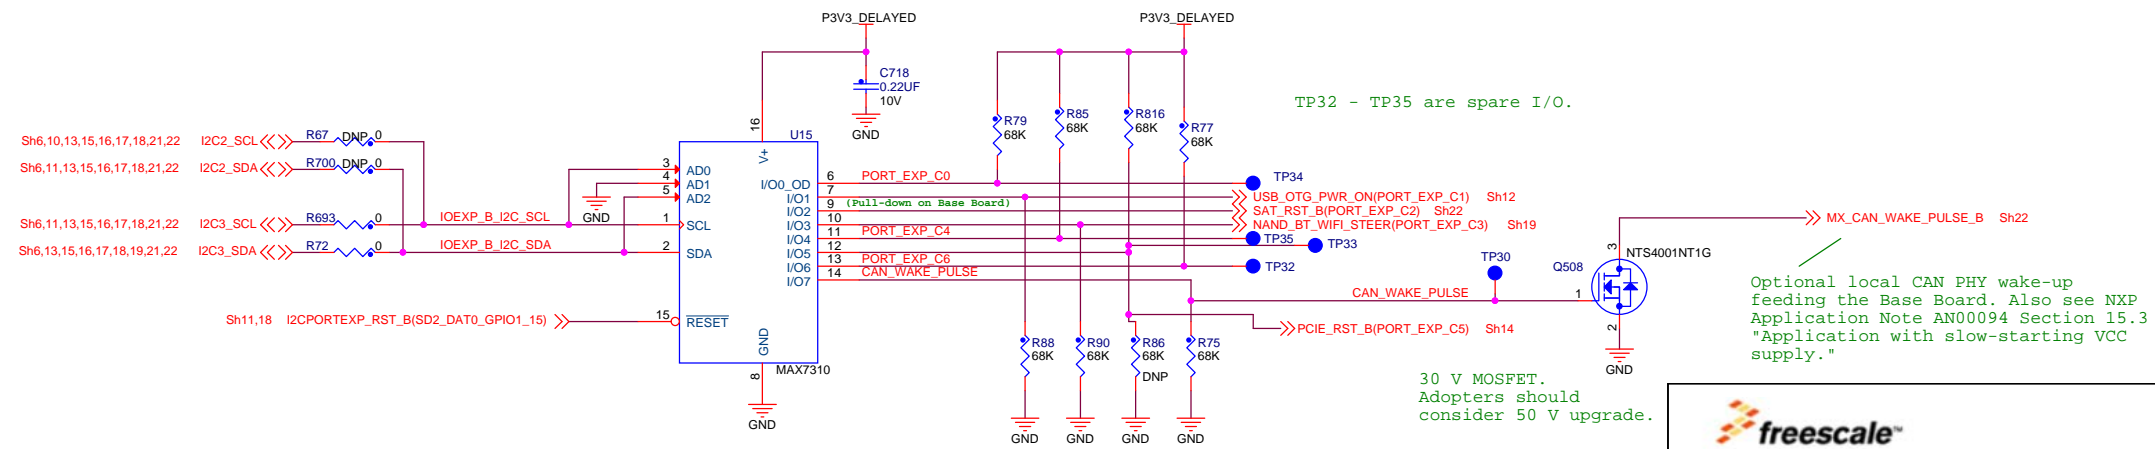 P3V3_DELAYED
P3V3_DELAYED
C718
0.22UF
10V
GND
TP32 - TP35 are spare I/O.
R79
68K
R85
68K
R816
68K
R77
68K
Sh6,10,13,15,16,17,18,21,22 I2C2_SCL R67 DNP 0
Sh6,11,13,15,16,17,18,21,22 I2C2_SDA R700 DNP 0
Sh6,11,13,15,16,17,18,21,22 I2C3_SCL R693 0
Sh6,13,15,16,17,18,19,21,22 I2C3_SDA R72 0
IOEXP_B_I2C_SCL
IOEXP_B_I2C_SDA
GND
Sh11,18 I2CPORTEXP_RST_B(SD2_DAT0_GPIO1_15)
U15
16
V+
3 AD0
4 AD1
5 AD2
1 SCL
2 SDA
15 RESET
GND
8
MAX7310
GND
I/O0_OD 6 PORT_EXP_C0 TP34
I/O1 7 USB_OTG_PWR_ON(PORT_EXP_C1) Sh12
I/O2 9 (Pull-down on Base Board) SAT_RST_B(PORT_EXP_C2) Sh22
I/O3 10 NAND_BT_WIFI_STEER(PORT_EXP_C3) Sh19
I/O4 11 PORT_EXP_C4 TP35
I/O5 12 TP33
I/O6 13 PORT_EXP_C6 TP32
I/O7 14 CAN_WAKE_PULSE
CAN_WAKE_PULSE
TP30
PCIE_RST_B(PORT_EXP_C5) Sh14
R88
68K
R90
68K
R86
68K
DNP
R75
68K
GND
GND
GND
GND
Q508
NTS4001NT1G
1
3
2
GND
MX_CAN_WAKE_PULSE_B Sh22
Optional local CAN PHY wake-up
feeding the Base Board. Also see NXP
Application Note AN00094 Section 15.3
"Application with slow-starting VCC
supply."
30 V MOSFET.
Adopters should
consider 50 V upgrade.
freescale™